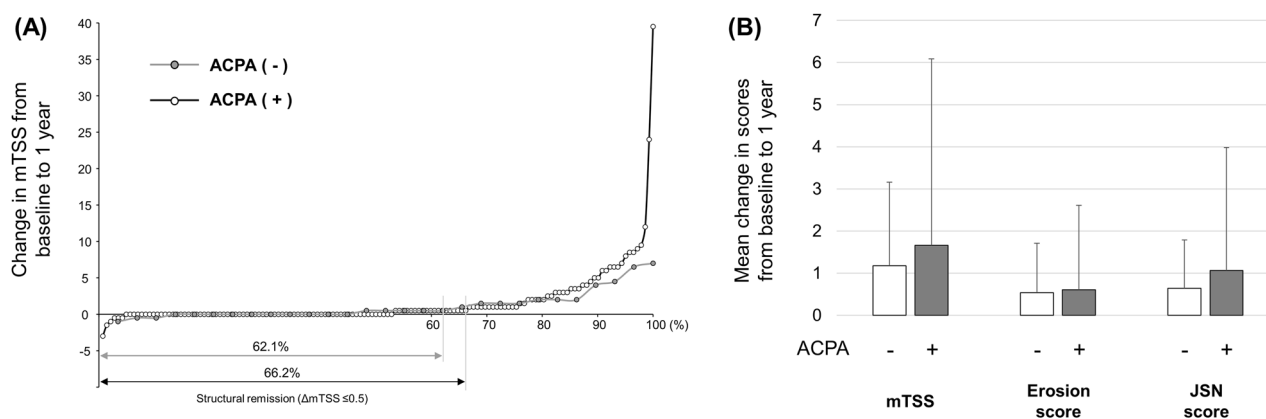 (A)
Change in mTSS from
baseline to 1 year
40
35
30
25
20
15
10
5
0
-5
ACPA ( - )
ACPA ( + )
60
70
80
90
100 (%)
62.1%
66.2%
Structural remission (ΔmTSS ≤0.5)
(B)
Mean change in scores
from baseline to 1 year
7
6
5
4
3
2
1
0
ACPA - + - + - +
mTSS
Erosion
score
JSN
score